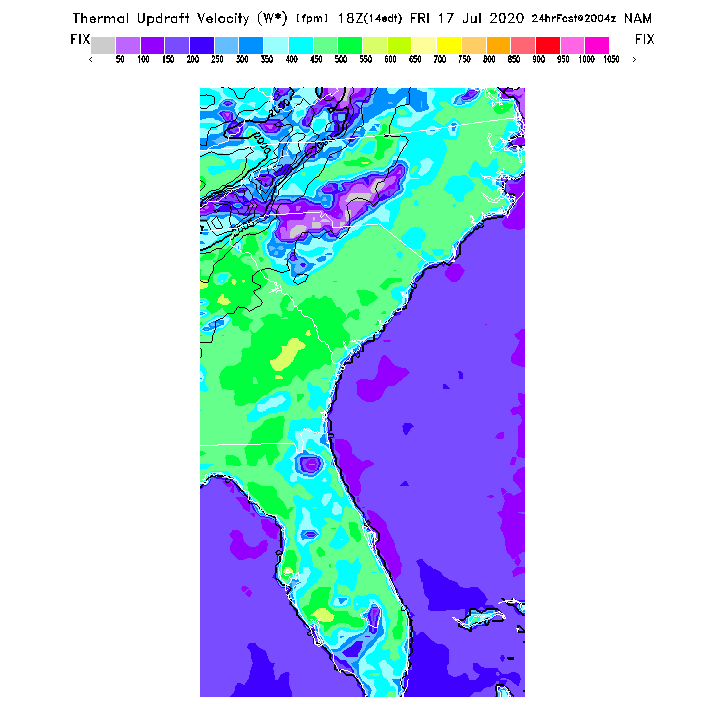 Thermal Updraft Velocity (W*) [fpm] 18Z(14edt) FRI 17 Jul 2020 24hrFcst@2004z NAM
FIX FIX
< 50 100 150 200 250 300 350 400 450 500 550 600 650 700 750 800 850 900 950 1000 1050 >